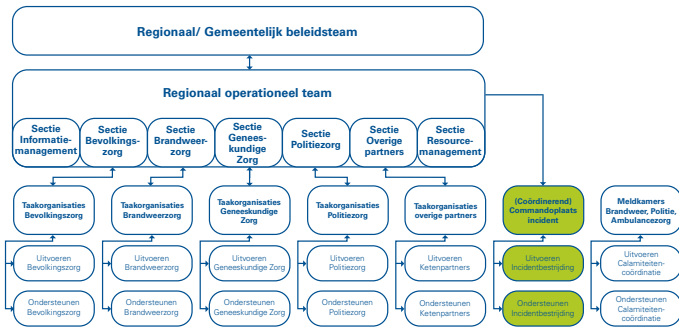 Regionaal/ Gemeentelijk beleidsteam
Regionaal operationeel team
Sectie
Informatie-
management
Sectie
Bevolkings-
zorg
Sectie
Brandweer-
zorg
Sectie
Genees-
kundige
Zorg
Sectie
Politiezorg
Sectie
Overige
partners
Sectie
Resource-
management
Taakorganisaties
Bevolkingszorg
Taakorganisaties
Brandweerzorg
Taakorganisaties
Geneeskundige
Zorg
Taakorganisaties
Politiezorg
Taakorganisaties
overige partners
(Coördinerend)
Commandoplaats
incident
Meldkamers
Brandweer, Politie,
Ambulancezorg
Uitvoeren
Bevolkingszorg
Uitvoeren
Brandweerzorg
Uitvoeren
Geneeskundige Zorg
Uitvoeren
Politiezorg
Uitvoeren
Ketenpartners
Uitvoeren
Incidentbestrijding
Uitvoeren
Calamiteiten-
coördinatie
Ondersteunen
Bevolkingszorg
Ondersteunen
Brandweerzorg
Ondersteunen
Geneeskundige Zorg
Ondersteunen
Politiezorg
Ondersteunen
Ketenpartners
Ondersteunen
Incidentbestrijding
Ondersteunen
Calamiteiten-
coördinatie